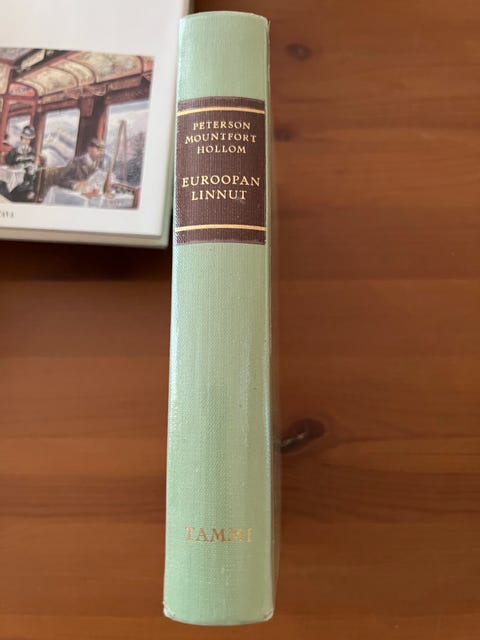 PETERSON
MOUNTFORT
HOLLOM
EUROOPAN
LINNUT
TAMMI